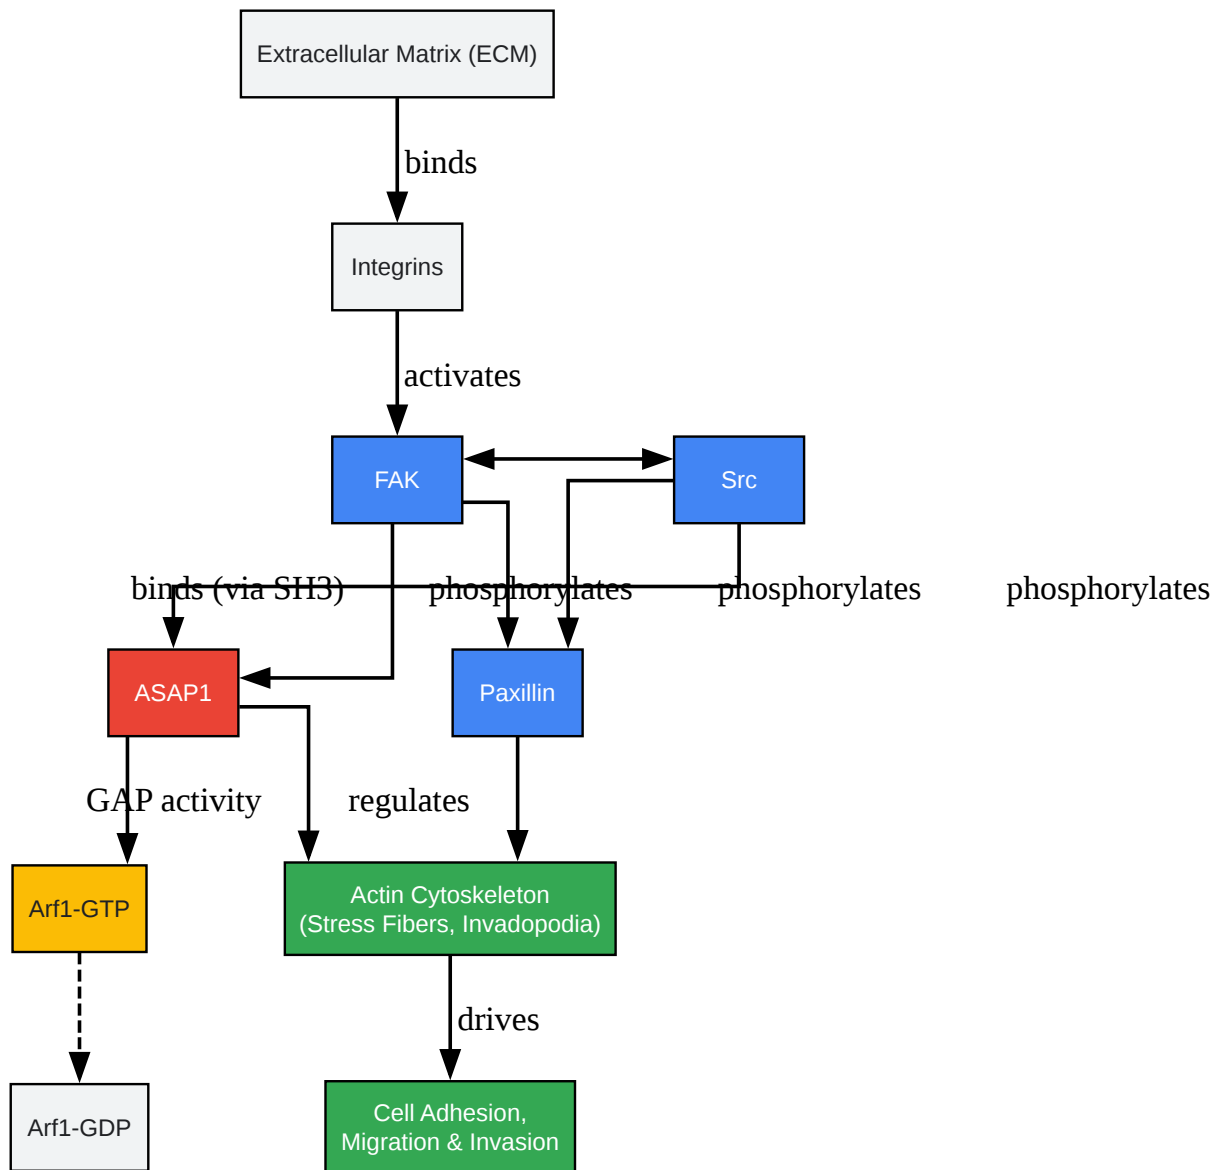 Extracellular Matrix (ECM)
binds
Integrins
activates
FAK
Src
binds (via SH3)
phosphorylates
phosphorylates
phosphorylates
ASAP1
Paxillin
GAP activity
regulates
Arf1-GTP
Actin Cytoskeleton
(Stress Fibers, Invadopodia)
drives
Arf1-GDP
Cell Adhesion,
Migration & Invasion